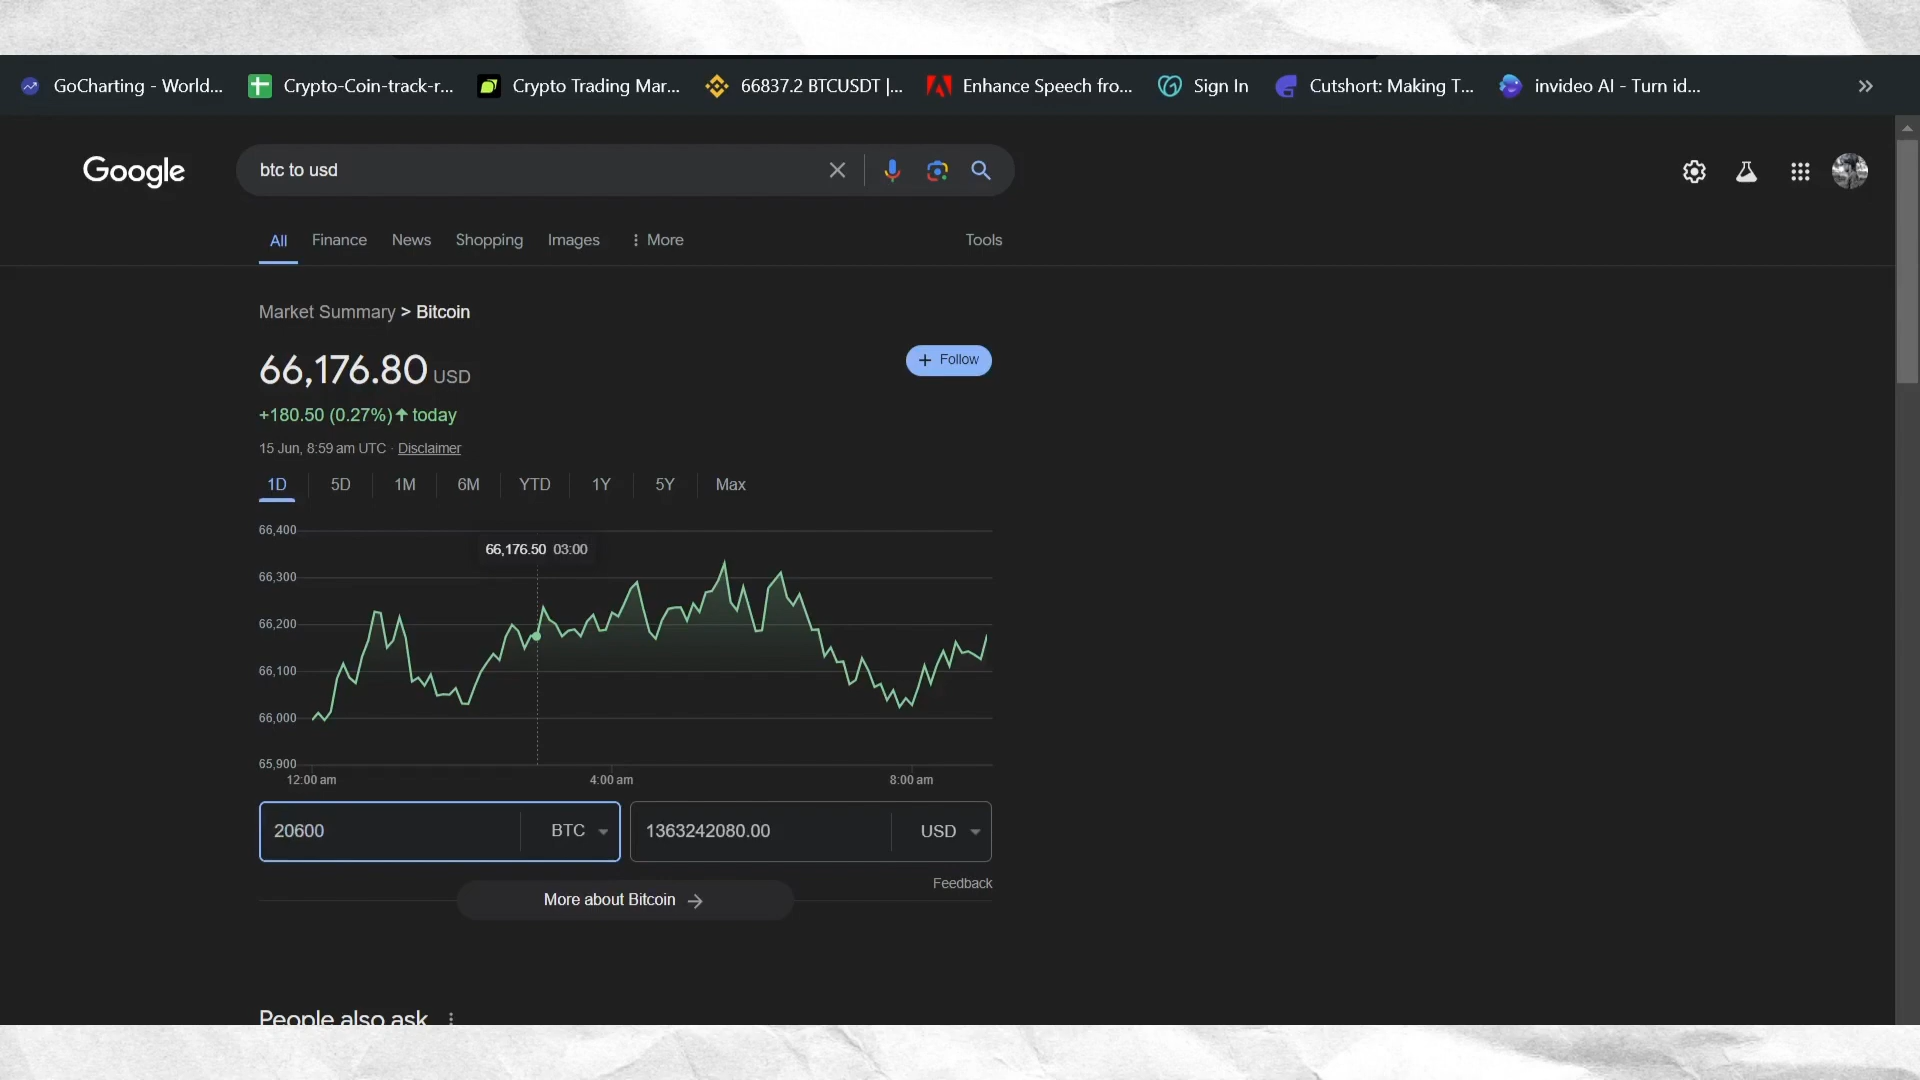 GoCharting - World... Crypto-Coin-track-r... Crypto Trading Mar... 66837.2 BTCUSDT |... Enhance Speech fro... Sign In Cutshort: Making T... invideo AI - Turn id...
Google btc to usd
All Finance News Shopping Images More Tools
Market Summary > Bitcoin
66,176.80 USD
+ Follow
+180.50 (0.27%) today
15 Jun, 8:59 am UTC · Disclaimer
1D 5D 1M 6M YTD 1Y 5Y Max
66,400
66,176.50 03:00
66,300
66,200
66,100
66,000
65,900
12:00 am 4:00 am 8:00 am
20600 BTC 1363242080.00 USD
Feedback
More about Bitcoin
People also ask